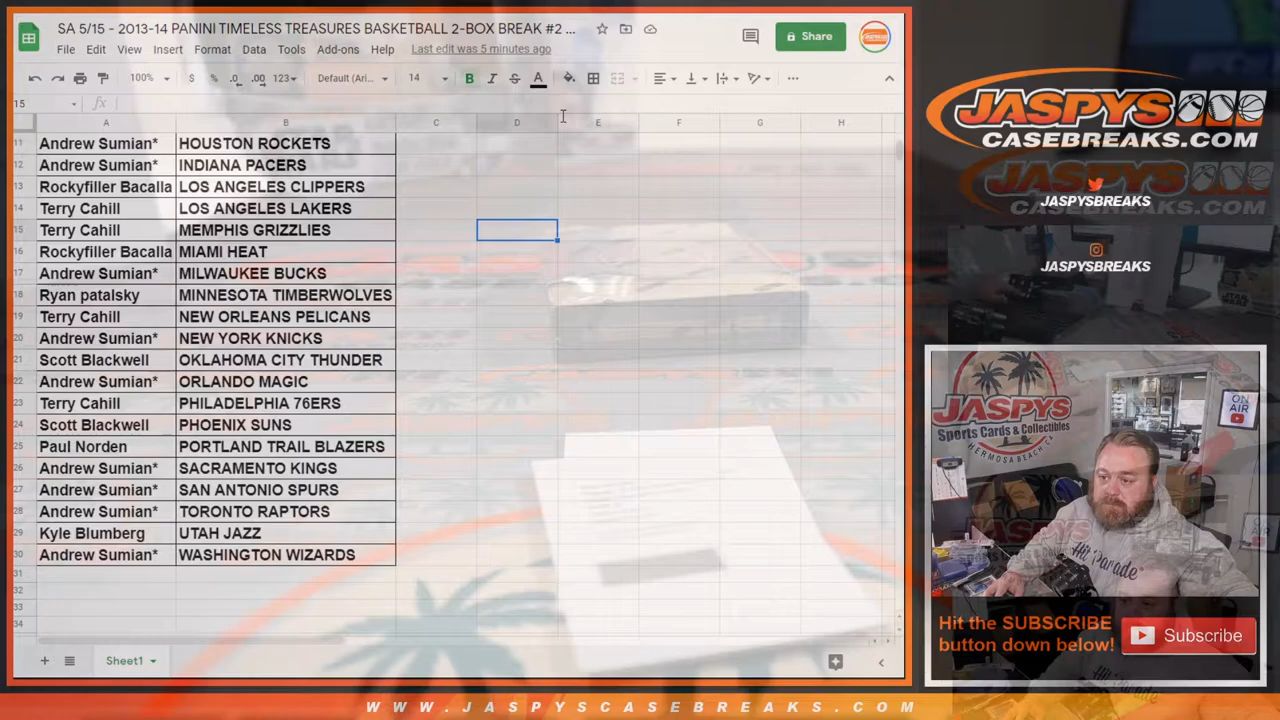 SA 5/15 - 2013-14 PANINI TIMELESS TREASURES BASKETBALL 2-BOX BREAK #2 ...
File Edit View Insert Format Data Tools Add-ons Help Last edit was 5 minutes ago
Share
100% $ % .0 .00 123 Default (Ari... 14 B I S A
15 fx
A B C D E F G H
11 Andrew Sumian* HOUSTON ROCKETS
12 Andrew Sumian* INDIANA PACERS
13 Rockyfiller Bacalla LOS ANGELES CLIPPERS
14 Terry Cahill LOS ANGELES LAKERS
15 Terry Cahill MEMPHIS GRIZZLIES
16 Rockyfiller Bacalla MIAMI HEAT
17 Andrew Sumian* MILWAUKEE BUCKS
18 Ryan patalsky MINNESOTA TIMBERWOLVES
19 Terry Cahill NEW ORLEANS PELICANS
20 Andrew Sumian* NEW YORK KNICKS
21 Scott Blackwell OKLAHOMA CITY THUNDER
22 Andrew Sumian* ORLANDO MAGIC
23 Terry Cahill PHILADELPHIA 76ERS
24 Scott Blackwell PHOENIX SUNS
25 Paul Norden PORTLAND TRAIL BLAZERS
26 Andrew Sumian* SACRAMENTO KINGS
27 Andrew Sumian* SAN ANTONIO SPURS
28 Andrew Sumian* TORONTO RAPTORS
29 Kyle Blumberg UTAH JAZZ
30 Andrew Sumian* WASHINGTON WIZARDS
31
32
33
34
Sheet1
JASPYS
CASEBREAKS.COM
JASPYS
CASEBREAKS.COM
JASPYSBREAKS
JASPYSBREAKS
STAR
WARS
JASPYS
Sports Cards & Collectibles
HERMOSA BEACH CA
ON
AIR
Hit Parade
Hit the SUBSCRIBE
button down below!
Subscribe
WWW.JASPYSCASEBREAKS.COM